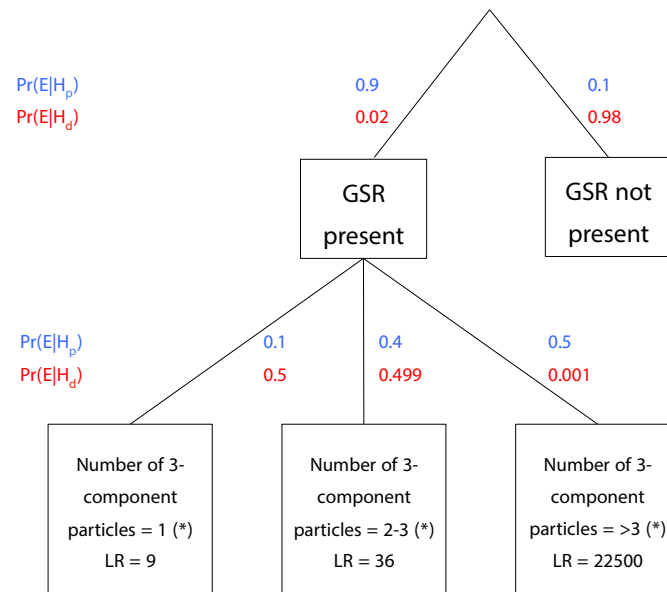 Pr(E|Hp) 0.9 0.1
Pr(E|Hd) 0.02 0.98
GSR
present
GSR not
present
Pr(E|Hp) 0.1 0.4 0.5
Pr(E|Hd) 0.5 0.499 0.001
Number of 3-
component
particles = 1 (*)
LR = 9
Number of 3-
component
particles = 2-3 (*)
LR = 36
Number of 3-
component
particles = >3 (*)
LR = 22500